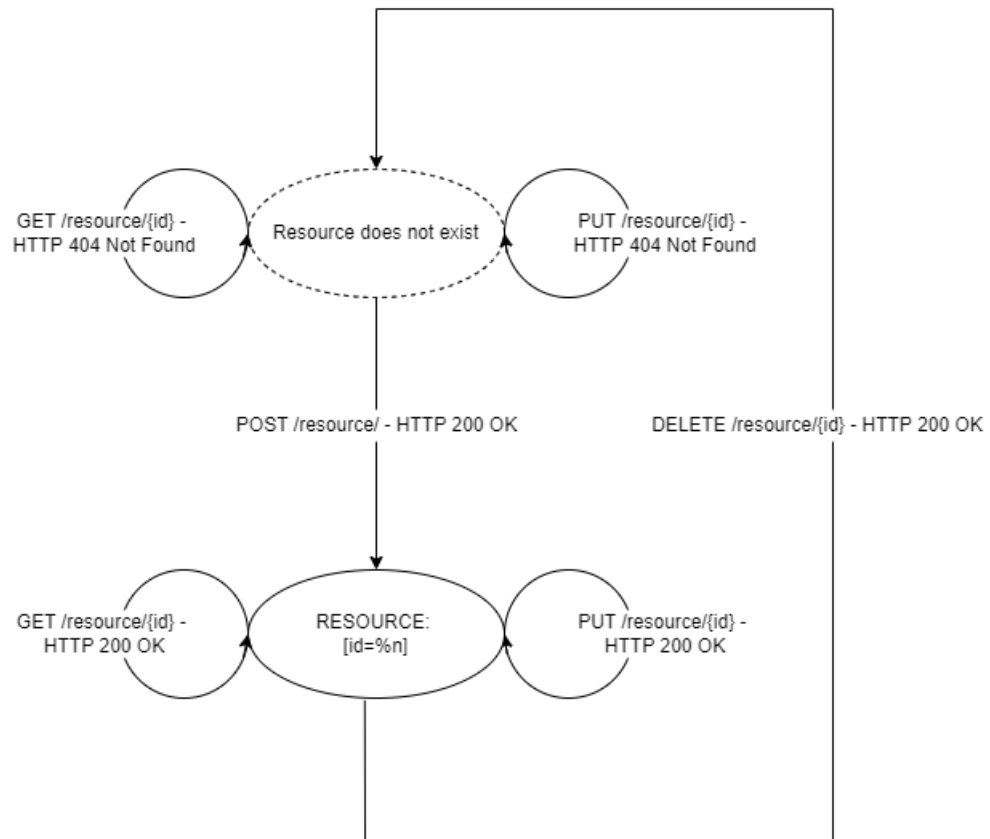 GET /resource/{id} -
HTTP 404 Not Found
Resource does not exist
PUT /resource/{id} -
HTTP 404 Not Found
POST /resource/ - HTTP 200 OK
DELETE /resource/{id} - HTTP 200 OK
GET /resource/{id} -
HTTP 200 OK
RESOURCE:
[id=%n]
PUT /resource/{id} -
HTTP 200 OK